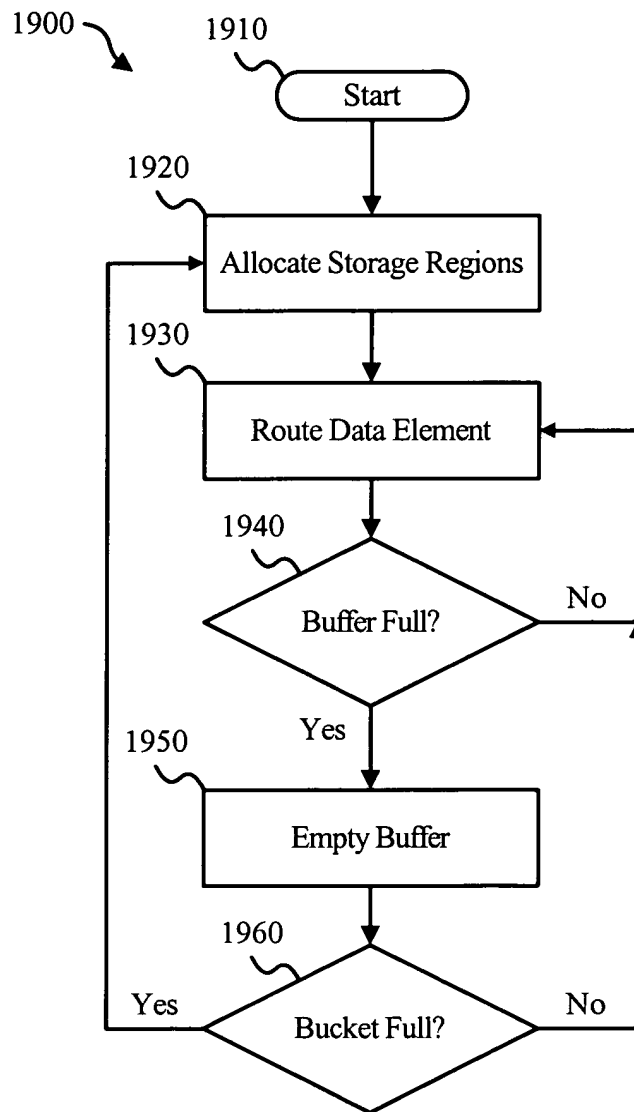 1900
1910
Start
1920
Allocate Storage Regions
1930
Route Data Element
1940
Buffer Full?
No
Yes
1950
Empty Buffer
1960
Yes
Bucket Full?
No